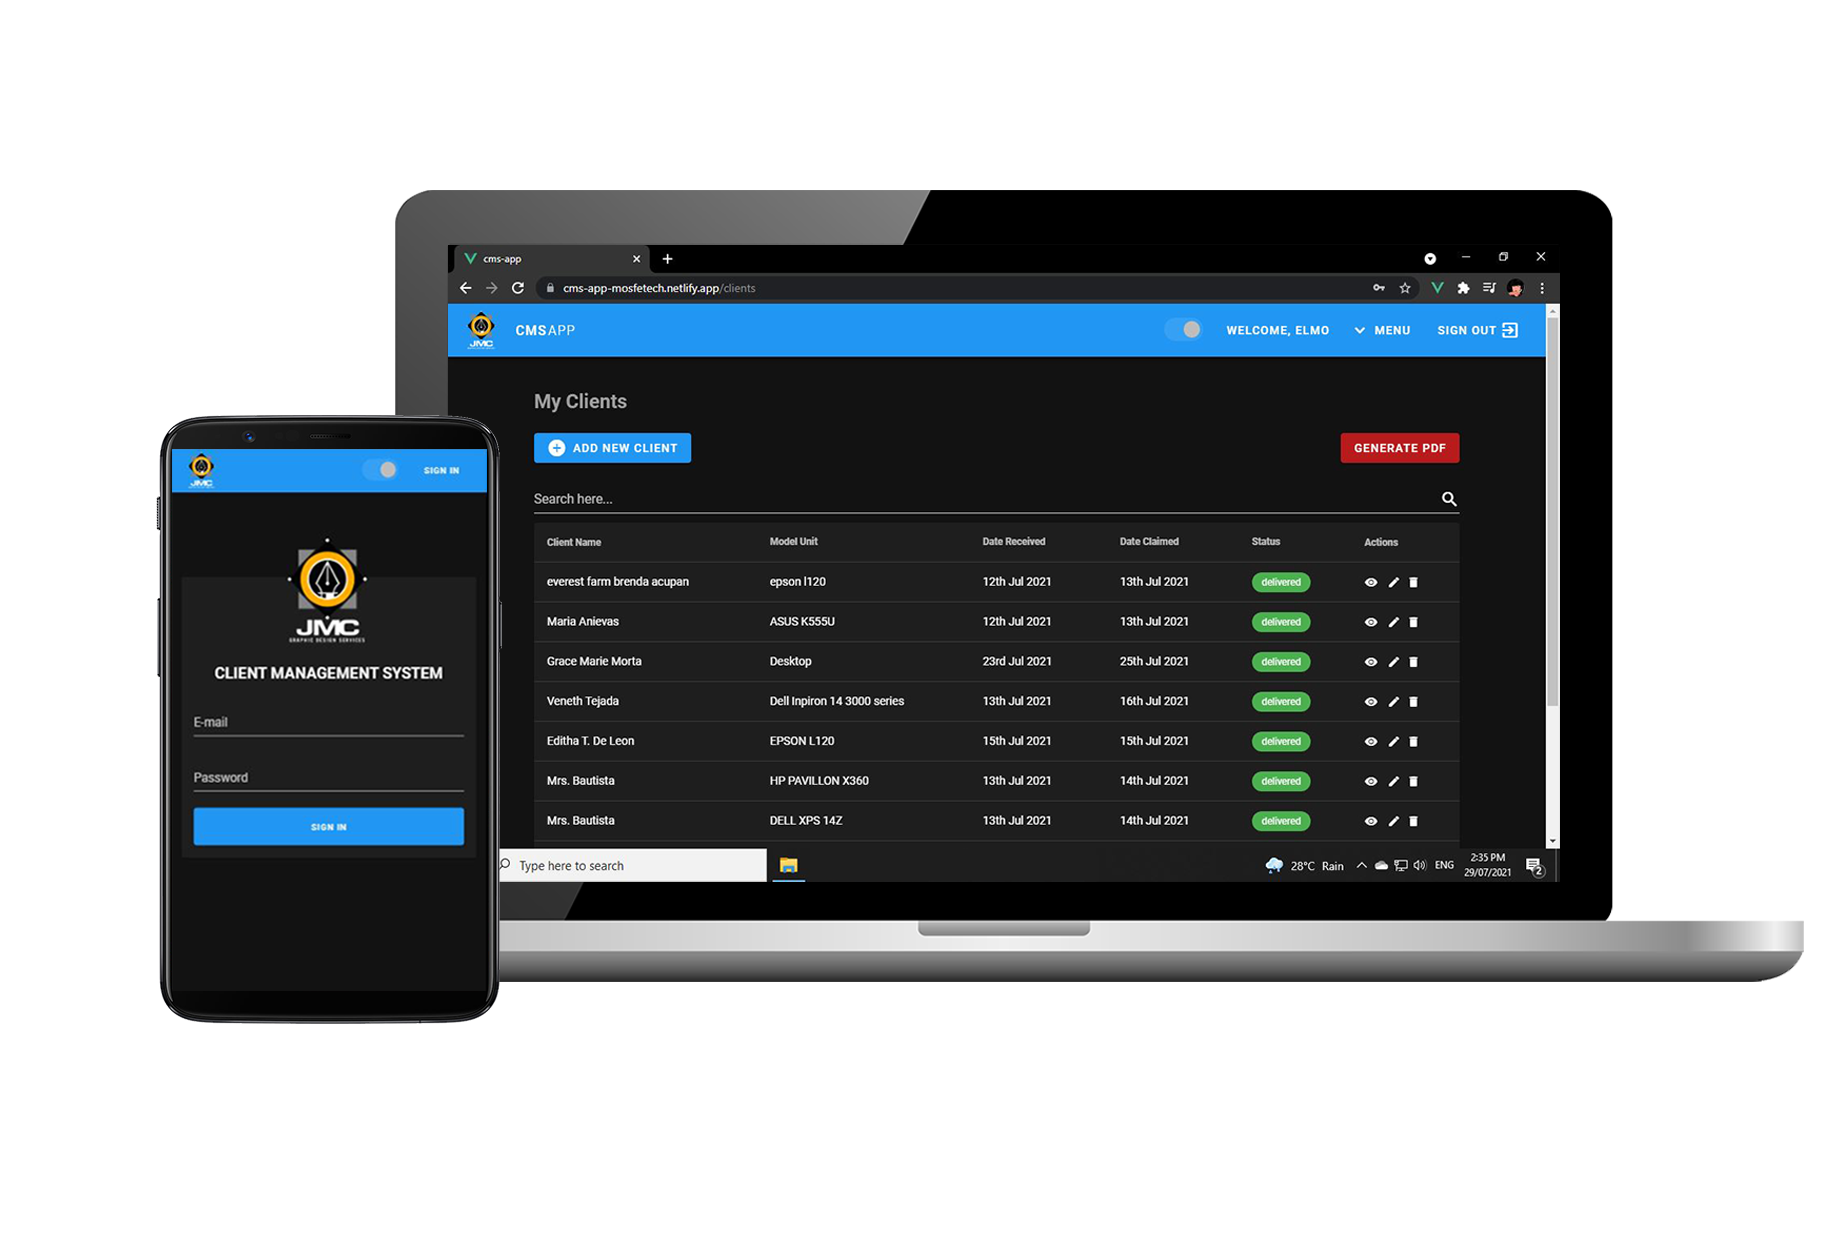 cms-app
cms-app-mosfetech.netlify.app/clients
JMC
CMSAPP
WELCOME, ELMO
MENU
SIGN OUT
My Clients
ADD NEW CLIENT
GENERATE PDF
Search here...
Client Name Model Unit Date Received Date Claimed Status Actions
everest farm brenda acupan epson l120 12th Jul 2021 13th Jul 2021 delivered
Maria Anievas ASUS K555U 12th Jul 2021 13th Jul 2021 delivered
Grace Marie Morta Desktop 23rd Jul 2021 25th Jul 2021 delivered
Veneth Tejada Dell Inpiron 14 3000 series 13th Jul 2021 16th Jul 2021 delivered
Editha T. De Leon EPSON L120 15th Jul 2021 15th Jul 2021 delivered
Mrs. Bautista HP PAVILLON X360 13th Jul 2021 14th Jul 2021 delivered
Mrs. Bautista DELL XPS 14Z 13th Jul 2021 14th Jul 2021 delivered
Type here to search
28°C Rain
ENG
2:35 PM
29/07/2021
2
JMC
SIGN IN
JMC
GRAPHIC DESIGN SERVICES
CLIENT MANAGEMENT SYSTEM
E-mail
Password
SIGN IN